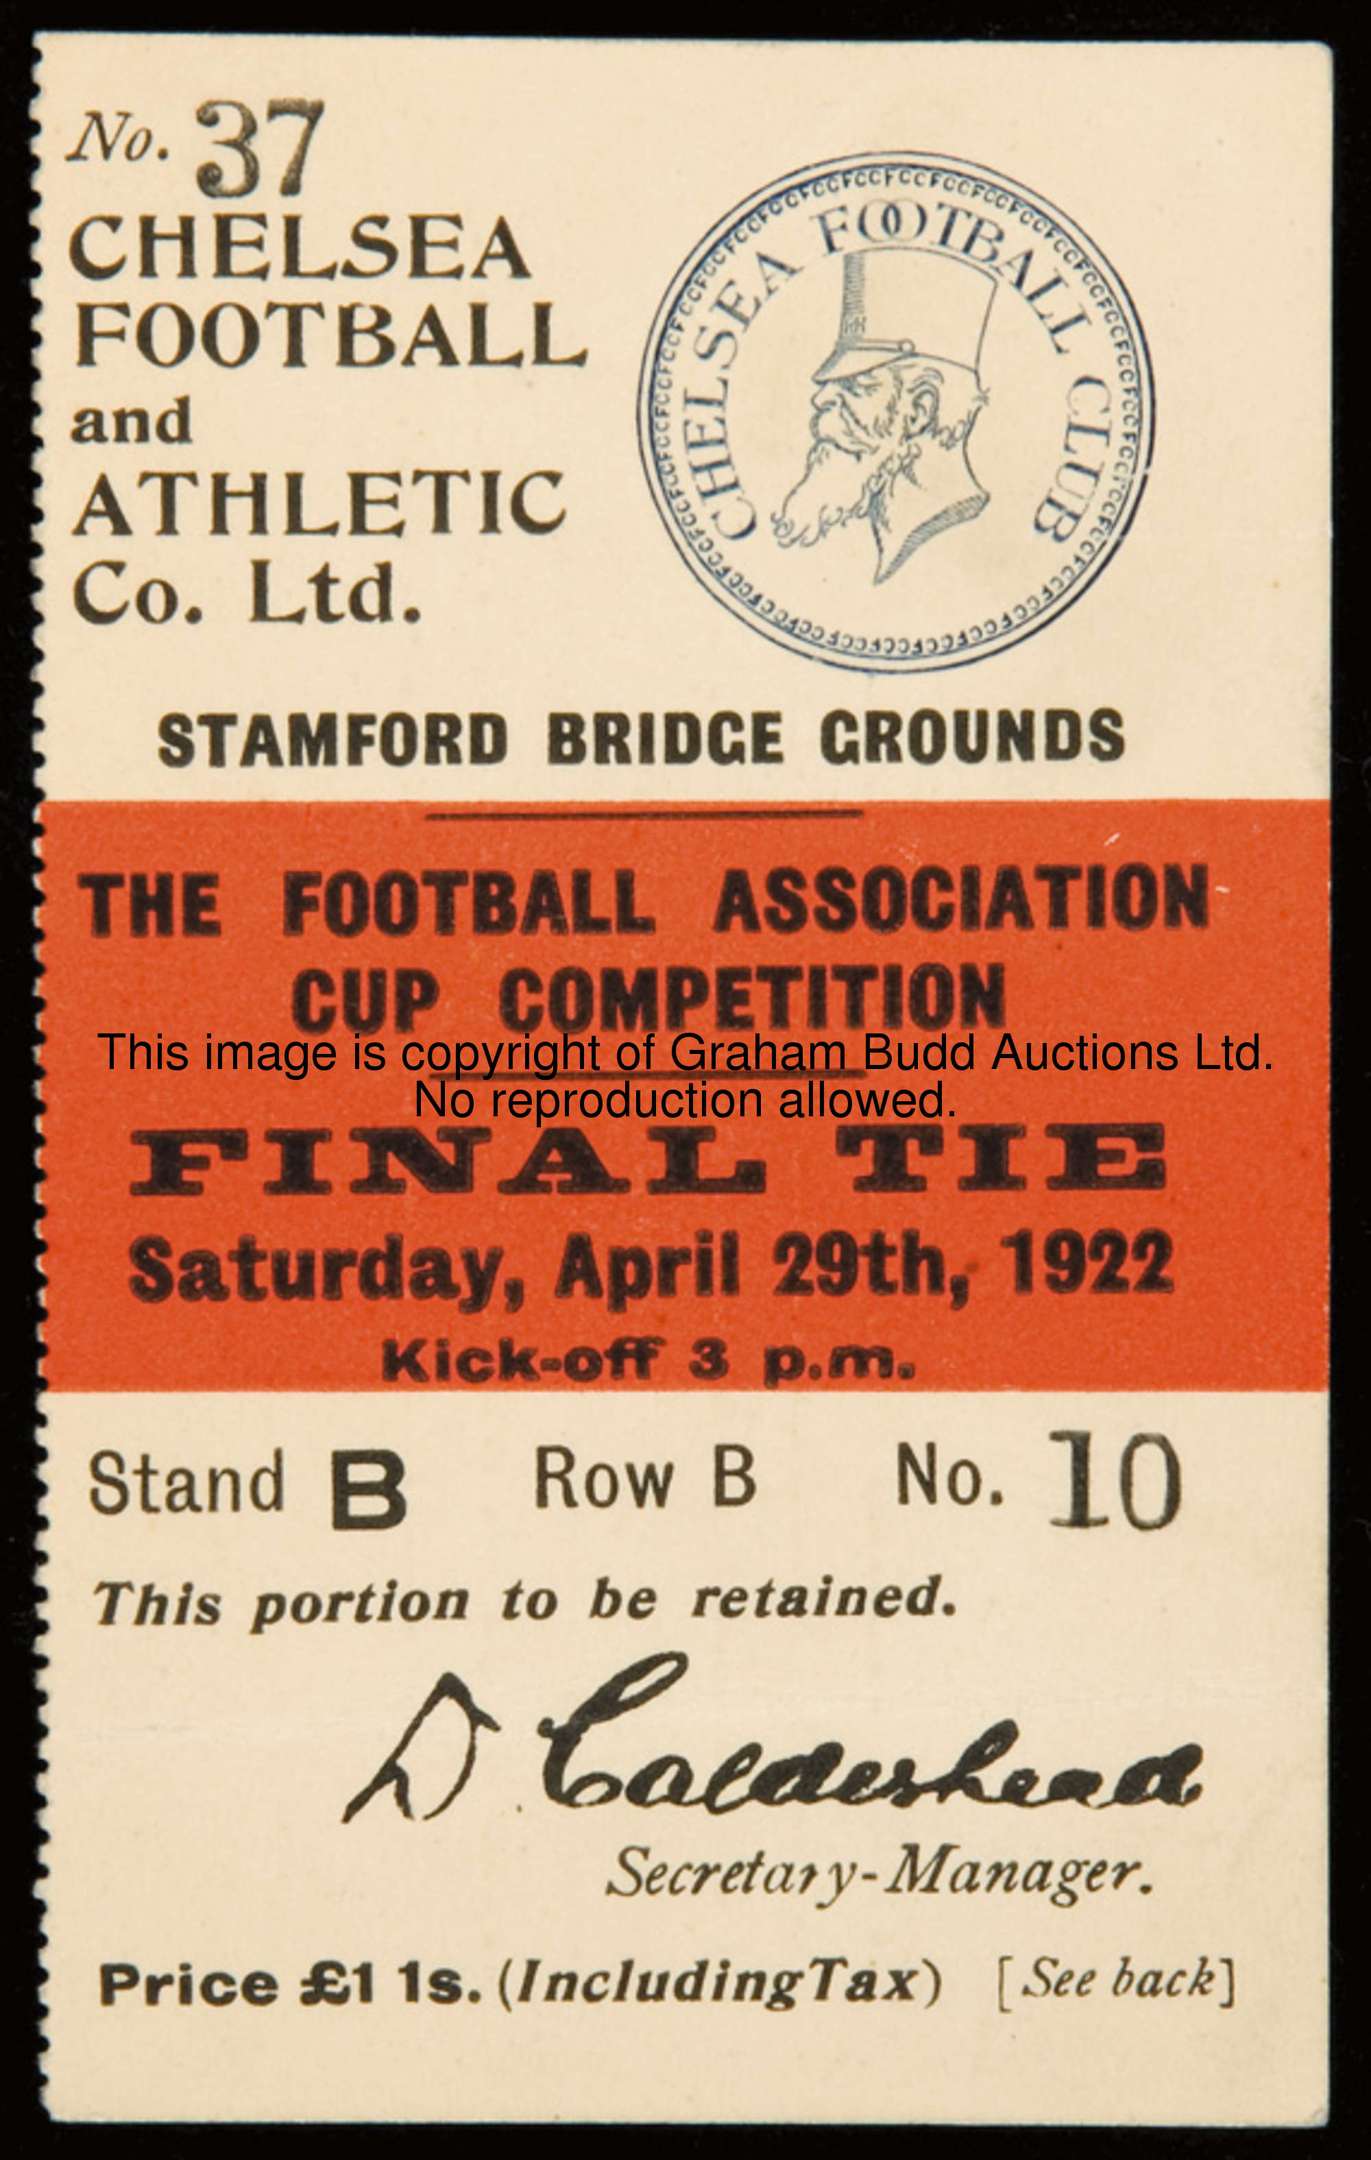 No. 37
CHELSEA
FOOTBALL
and
ATHLETIC
Co. Ltd.
CHELSEA FOOTBALL CLUB
STAMFORD BRIDGE GROUNDS
THE FOOTBALL ASSOCIATION
CUP COMPETITION
This image is copyright of Graham Budd Auctions Ltd.
No reproduction allowed.
FINAL TIE
Saturday, April 29th, 1922
Kick-off 3 p.m.
Stand B Row B No. 10
This portion to be retained.
D Calderhead
Secretary-Manager.
Price £1 1s. (Including Tax) [See back]